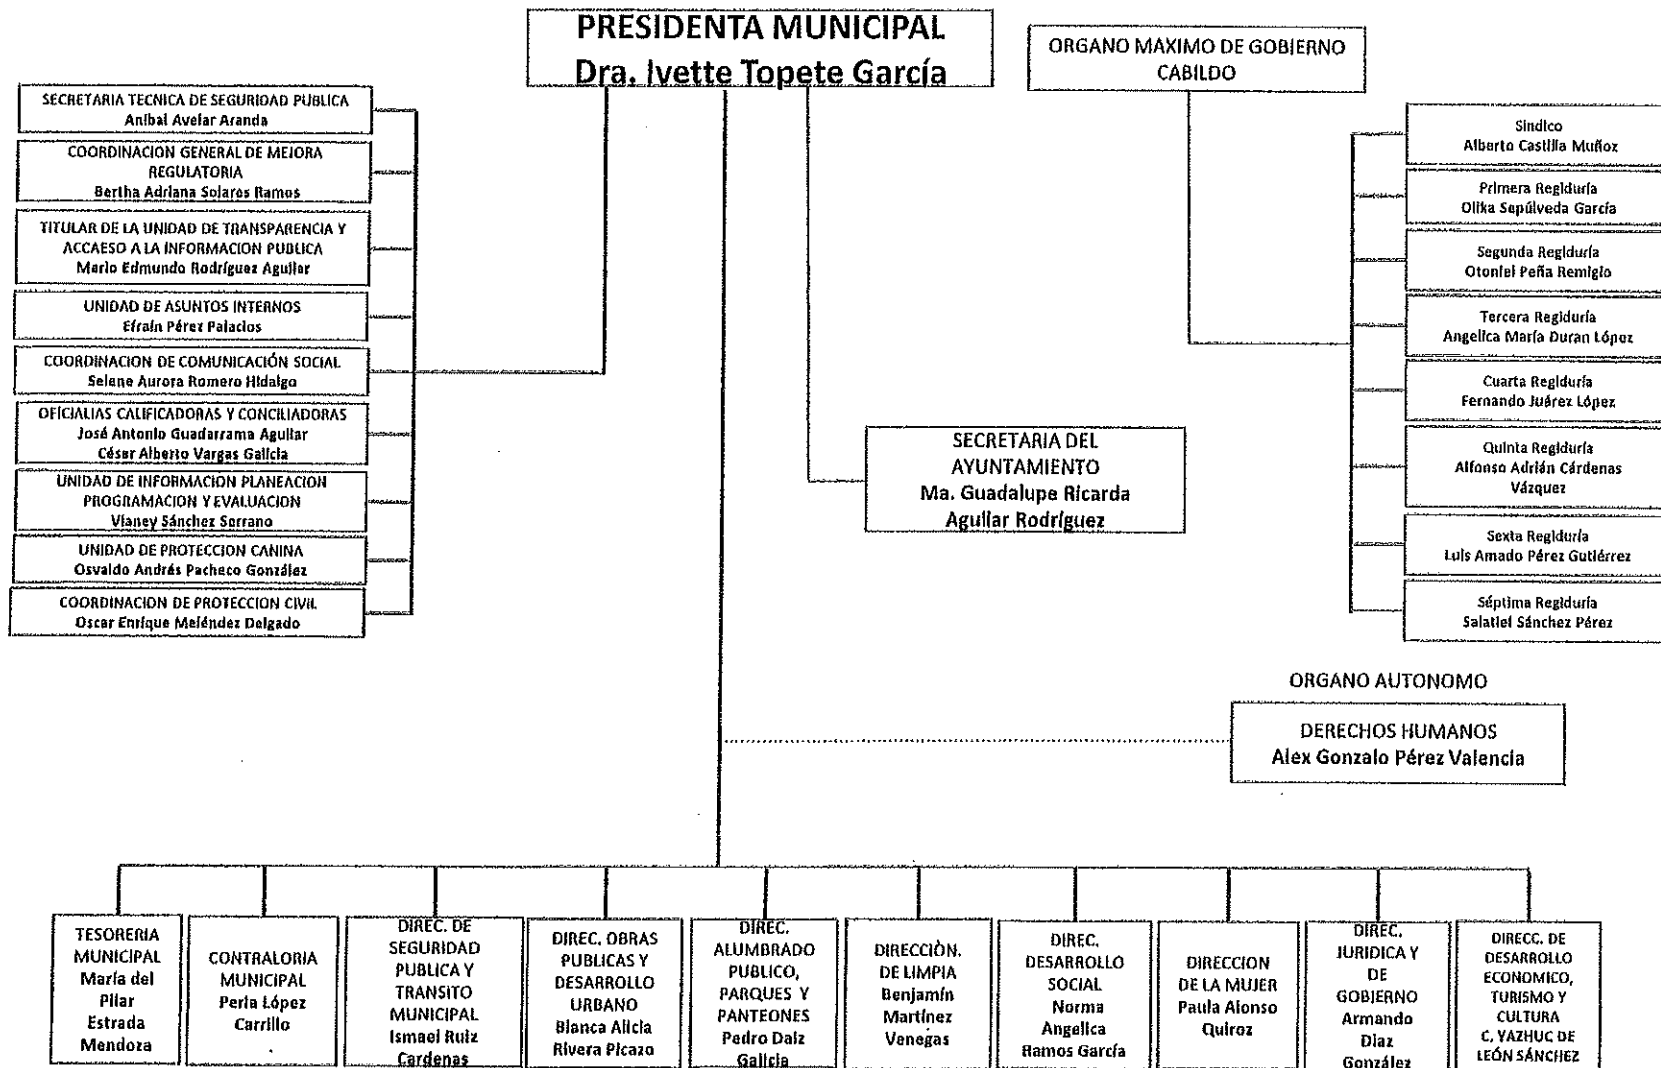 PRESIDENTA MUNICIPAL
Dra. Ivette Topete García
ORGANO MAXIMO DE GOBIERNO
CABILDO
SECRETARIA TECNICA DE SEGURIDAD PUBLICA
Aníbal Avelar Aranda
COORDINACION GENERAL DE MEJORA
REGULATORIA
Bertha Adriana Solares Ramos
TITULAR DE LA UNIDAD DE TRANSPARENCIA Y
ACCAESO A LA INFORMACION PUBLICA
Mario Edmundo Rodríguez Aguilar
UNIDAD DE ASUNTOS INTERNOS
Efraín Pérez Palacios
COORDINACION DE COMUNICACIÓN SOCIAL
Selene Aurora Romero Hidalgo
OFICIALIAS CALIFICADORAS Y CONCILIADORAS
José Antonio Guadarrama Aguilar
César Alberto Vargas Galicia
UNIDAD DE INFORMACION PLANEACION
PROGRAMACION Y EVALUACION
Vianey Sánchez Serrano
UNIDAD DE PROTECCION CANINA
Osvaldo Andrés Pacheco González
COORDINACION DE PROTECCION CIVIL
Oscar Enrique Meléndez Delgado
SECRETARIA DEL
AYUNTAMIENTO
Ma. Guadalupe Ricarda
Aguilar Rodríguez
Sindico
Alberto Castilla Muñoz
Primera Regiduría
Olika Sepúlveda García
Segunda Regiduría
Otoniel Peña Remigio
Tercera Regiduría
Angelica María Duran López
Cuarta Regiduría
Fernando Juárez López
Quinta Regiduría
Alfonso Adrián Cárdenas
Vázquez
Sexta Regiduría
Luis Amado Pérez Gutiérrez
Séptima Regiduría
Salatiel Sánchez Pérez
ORGANO AUTONOMO
DERECHOS HUMANOS
Alex Gonzalo Pérez Valencia
TESORERIA
MUNICIPAL
María del
Pilar
Estrada
Mendoza
CONTRALORIA
MUNICIPAL
Perla López
Carrillo
DIREC. DE
SEGURIDAD
PUBLICA Y
TRANSITO
MUNICIPAL
Ismael Ruiz
Cardenas
DIREC. OBRAS
PUBLICAS Y
DESARROLLO
URBANO
Blanca Alicia
Rivera Picazo
DIREC.
ALUMBRADO
PUBLICO,
PARQUES Y
PANTEONES
Pedro Daiz
Galicia
DIRECCIÒN.
DE LIMPIA
Benjamín
Martínez
Venegas
DIREC.
DESARROLLO
SOCIAL
Norma
Angelica
Ramos García
DIRECCION
DE LA MUJER
Paula Alonso
Quiroz
DIREC.
JURIDICA Y
DE
GOBIERNO
Armando
Diaz
González
DIRECC. DE
DESARROLLO
ECONOMICO,
TURISMO Y
CULTURA
C. YAZHUC DE
LEÓN SÁNCHEZ